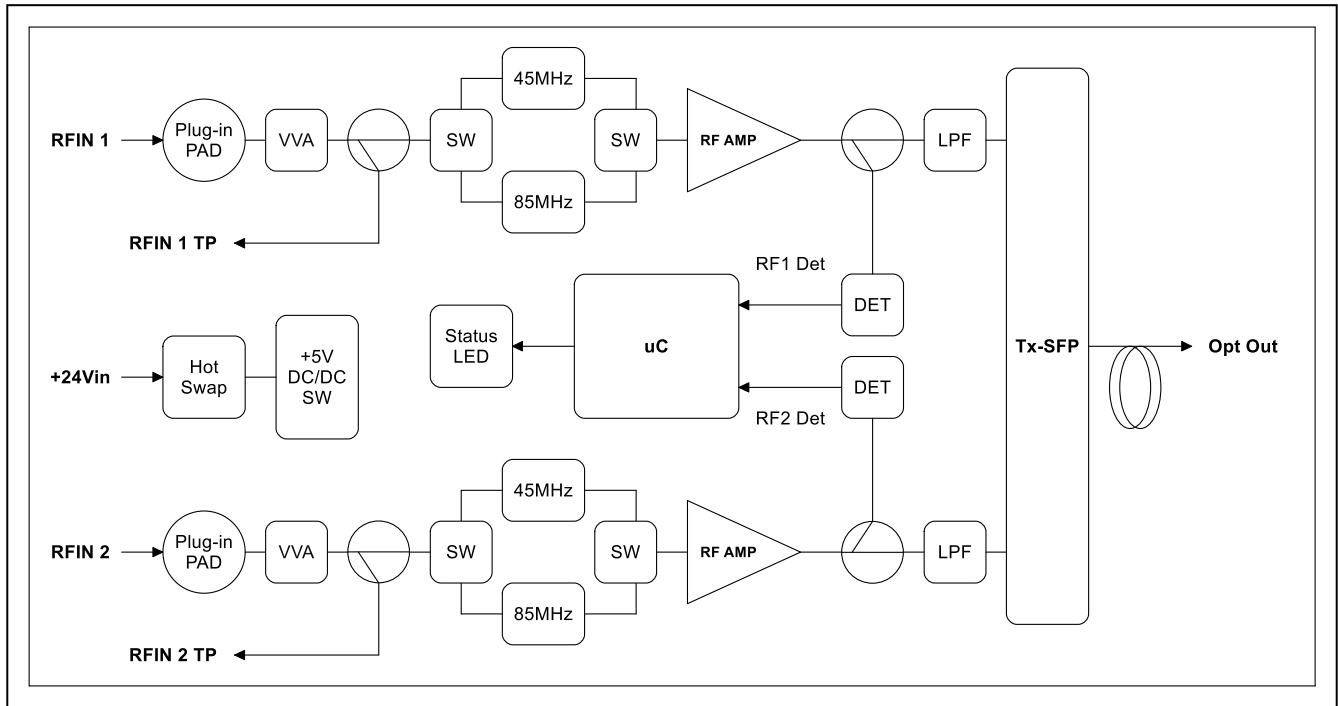 45MHz
RFIN 1
Plug-in
PAD
VVA
SW
SW
RF AMP
LPF
85MHz
RFIN 1 TP
RF1 Det
DET
+24Vin
Hot
Swap
+5V
DC/DC
SW
Status
LED
uC
Tx-SFP
Opt Out
DET
RF2 Det
45MHz
RFIN 2
Plug-in
PAD
VVA
SW
SW
RF AMP
LPF
85MHz
RFIN 2 TP